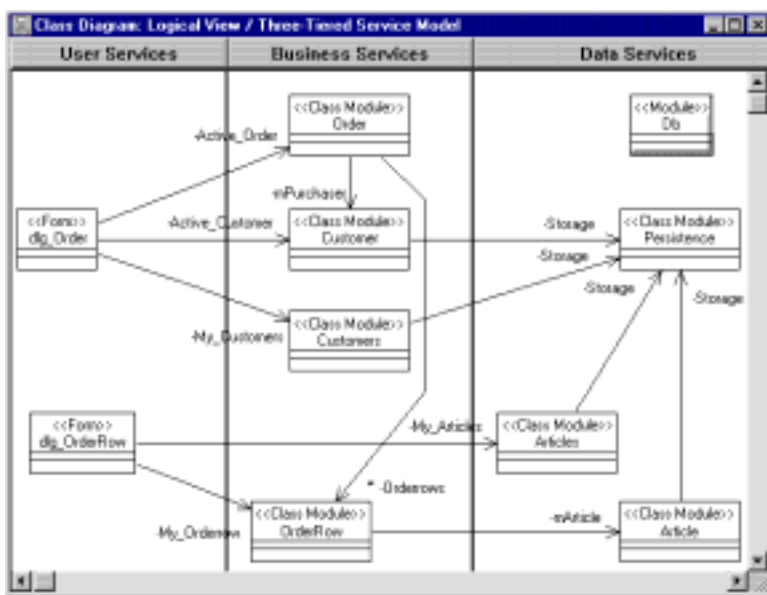 Class Diagram: Logical View / Three-Tiered Service Model
User Services
Business Services
Data Services
<<Class Module>>
Order
<<Module>>
Db
-Active_Order
-mPurchaser
<<Form>>
dlg_Order
-Active_Customer
<<Class Module>>
Customer
-Storage
<<Class Module>>
Persistence
-Storage
-Storage
-Storage
-My_Customers
<<Class Module>>
Customers
<<Form>>
dlg_OrderRow
-My_Articles
<<Class Module>>
Articles
* -Orderrows
-My_Orderrow
<<Class Module>>
OrderRow
-mArticle
<<Class Module>>
Article